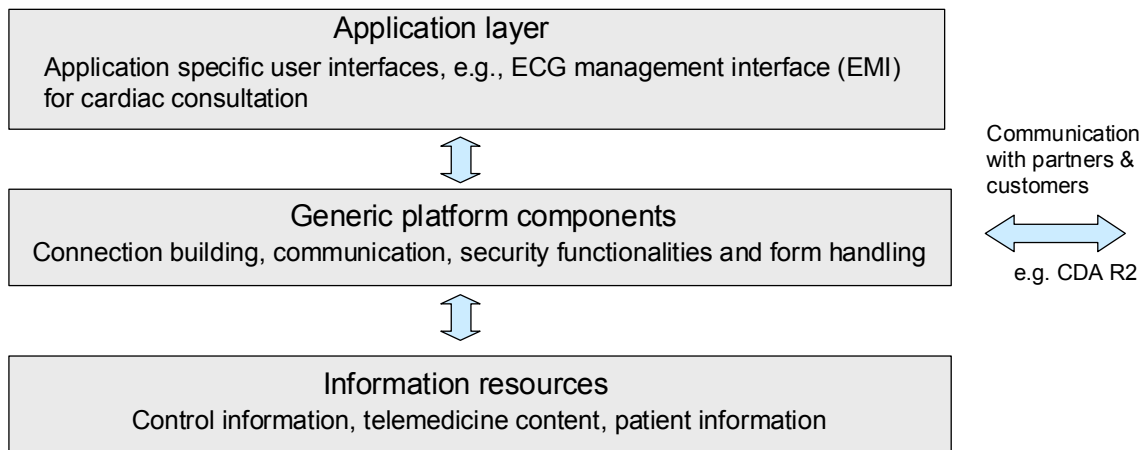 Application layer
Application specific user interfaces, e.g., ECG management interface (EMI)
for cardiac consultation
Communication
with partners &
customers
Generic platform components
Connection building, communication, security functionalities and form handling
e.g. CDA R2
Information resources
Control information, telemedicine content, patient information